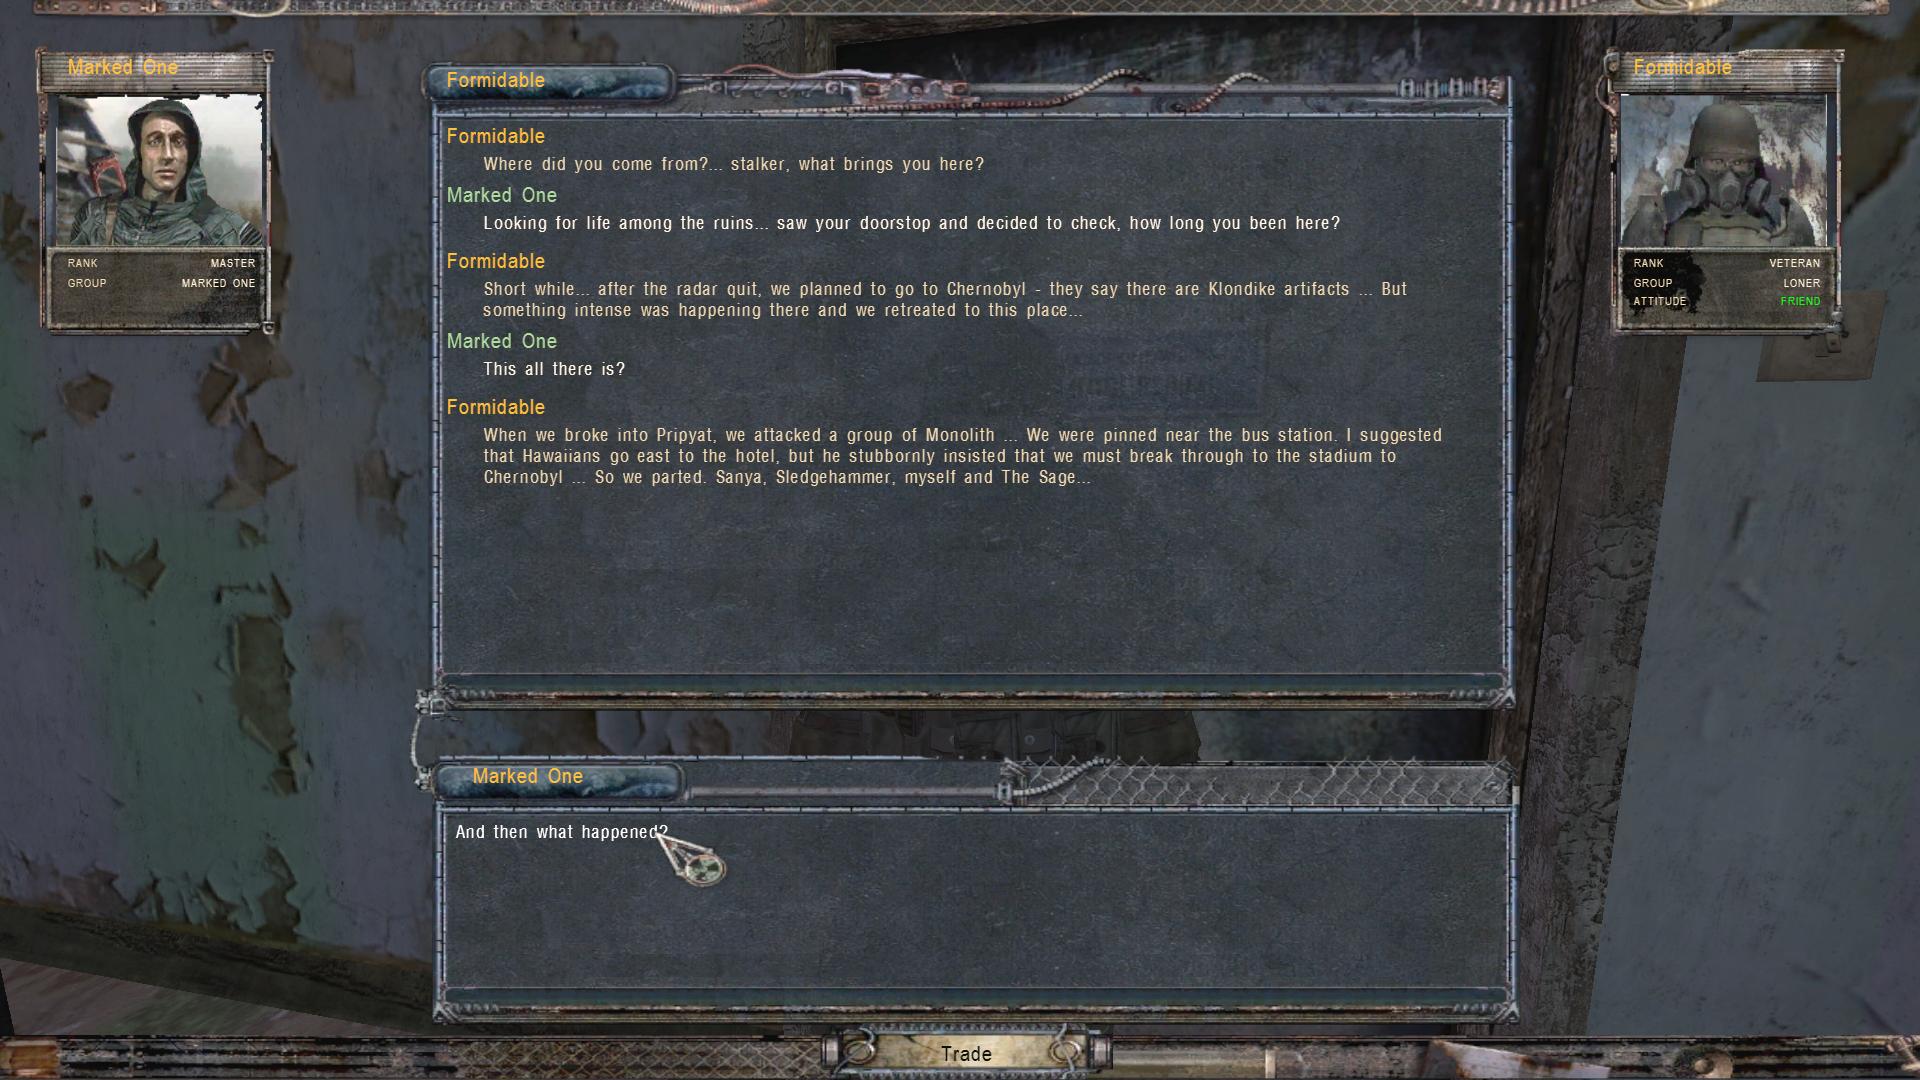 Marked One
Formidable
RANK MASTER
GROUP MARKED ONE
Formidable
RANK VETERAN
GROUP LONER
ATTITUDE FRIEND
Formidable
Where did you come from?... stalker, what brings you here?
Marked One
Looking for life among the ruins... saw your doorstop and decided to check, how long you been here?
Formidable
Short while... after the radar quit, we planned to go to Chernobyl - they say there are Klondike artifacts ... But
something intense was happening there and we retreated to this place...
Marked One
This all there is?
Formidable
When we broke into Pripyat, we attacked a group of Monolith ... We were pinned near the bus station. I suggested
that Hawaiians go east to the hotel, but he stubbornly insisted that we must break through to the stadium to
Chernobyl ... So we parted. Sanya, Sledgehammer, myself and The Sage...
Marked One
And then what happened?
Trade